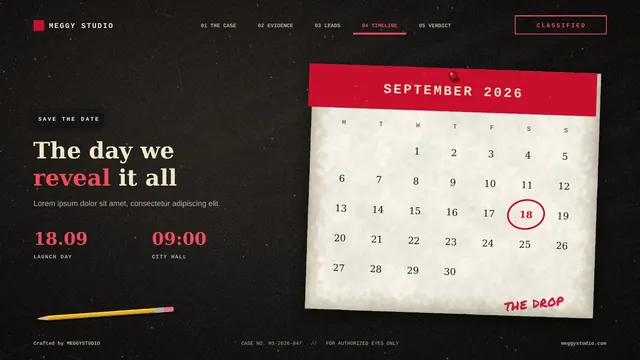 MEGGY STUDIO
01 THE CASE
02 EVIDENCE
03 LEADS
04 TIMELINE
05 VERDICT
CLASSIFIED
SAVE THE DATE
The day we
reveal it all
Lorem ipsum dolor sit amet, consectetur adipiscing elit.
18.09
09:00
LAUNCH DAY
CITY HALL
SEPTEMBER 2026
M T W T F S S
1 2 3 4 5
6 7 8 9 10 11 12
13 14 15 16 17 18 19
20 21 22 23 24 25 26
27 28 29 30
THE DROP
Crafted by MEGGYSTUDIO
CASE NO. MS-2026-047 // FOR AUTHORIZED EYES ONLY
meggystudio.com